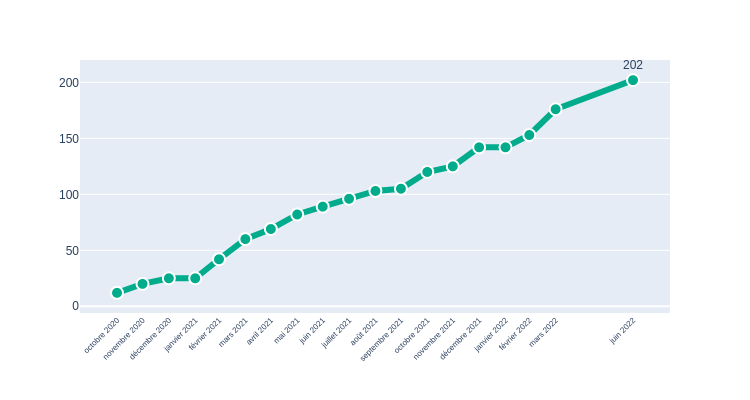 202
200
150
100
50
0
octobre 2020
novembre 2020
décembre 2020
janvier 2021
février 2021
mars 2021
avril 2021
mai 2021
juin 2021
juillet 2021
août 2021
septembre 2021
octobre 2021
novembre 2021
décembre 2021
janvier 2022
février 2022
mars 2022
juin 2022